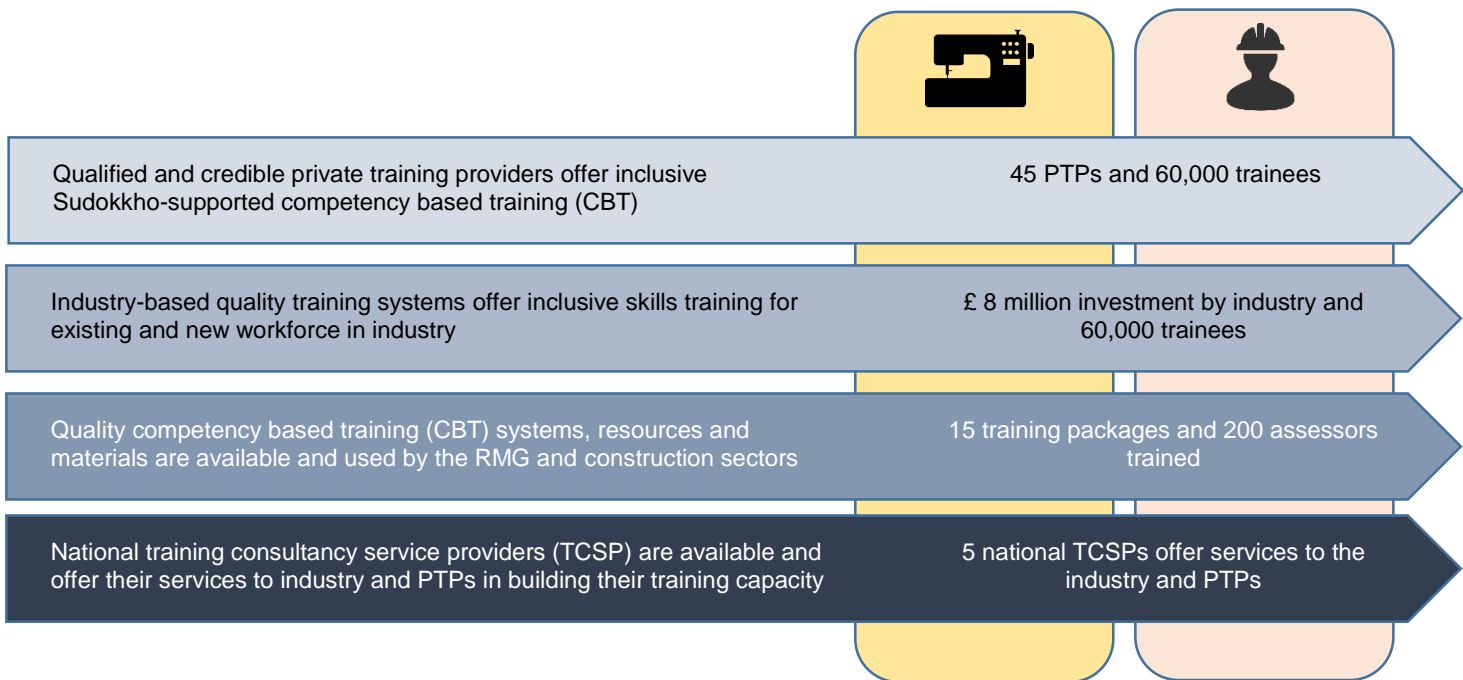 Qualified and credible private training providers offer inclusive
Sudokkho-supported competency based training (CBT)
45 PTPs and 60,000 trainees
Industry-based quality training systems offer inclusive skills training for
existing and new workforce in industry
£ 8 million investment by industry and
60,000 trainees
Quality competency based training (CBT) systems, resources and
materials are available and used by the RMG and construction sectors
15 training packages and 200 assessors
trained
National training consultancy service providers (TCSP) are available and
offer their services to industry and PTPs in building their training capacity
5 national TCSPs offer services to the
industry and PTPs